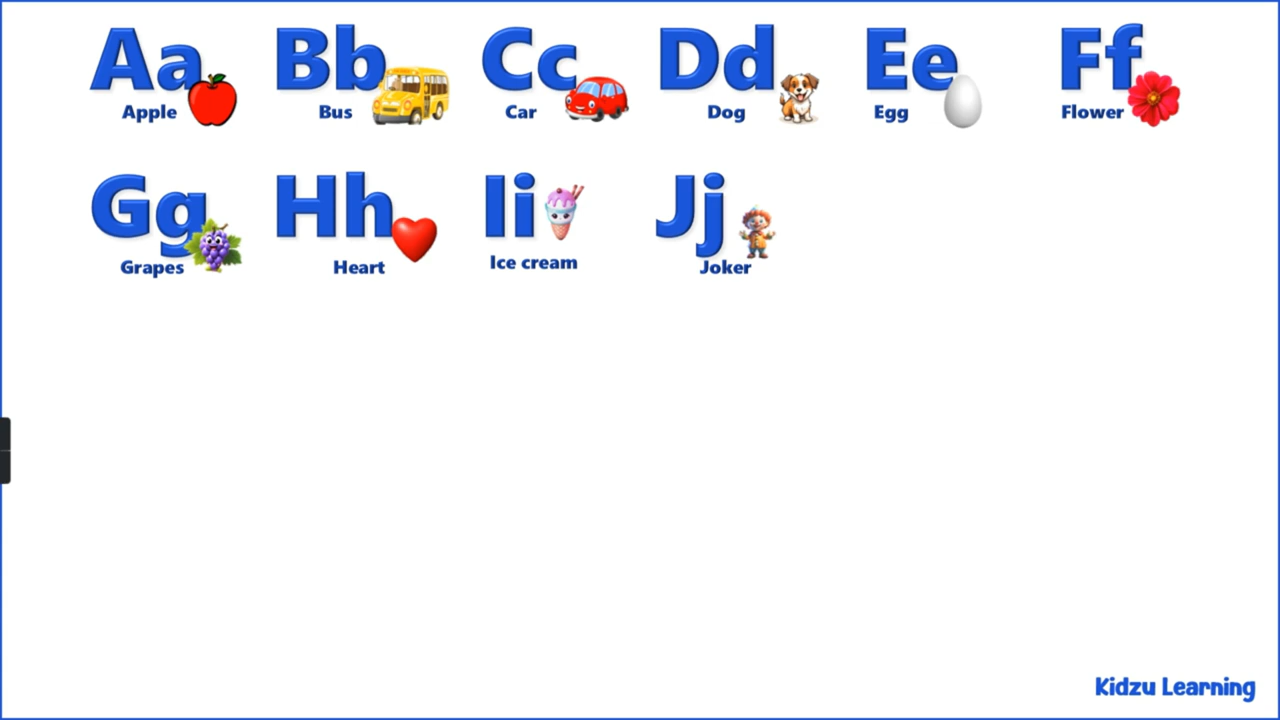 Aa Bb Cc Dd Ee Ff
Apple Bus Car Dog Egg Flower
Gg Hh Ii Jj
Grapes Heart Ice cream Joker
Kidzu Learning